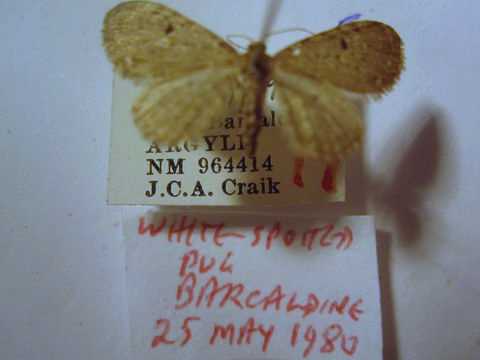 ARGYLL
NM 964414
J.C.A. Craik
WHITE-SPOTTED
PUG
BARCALDINE
25 MAY 1980